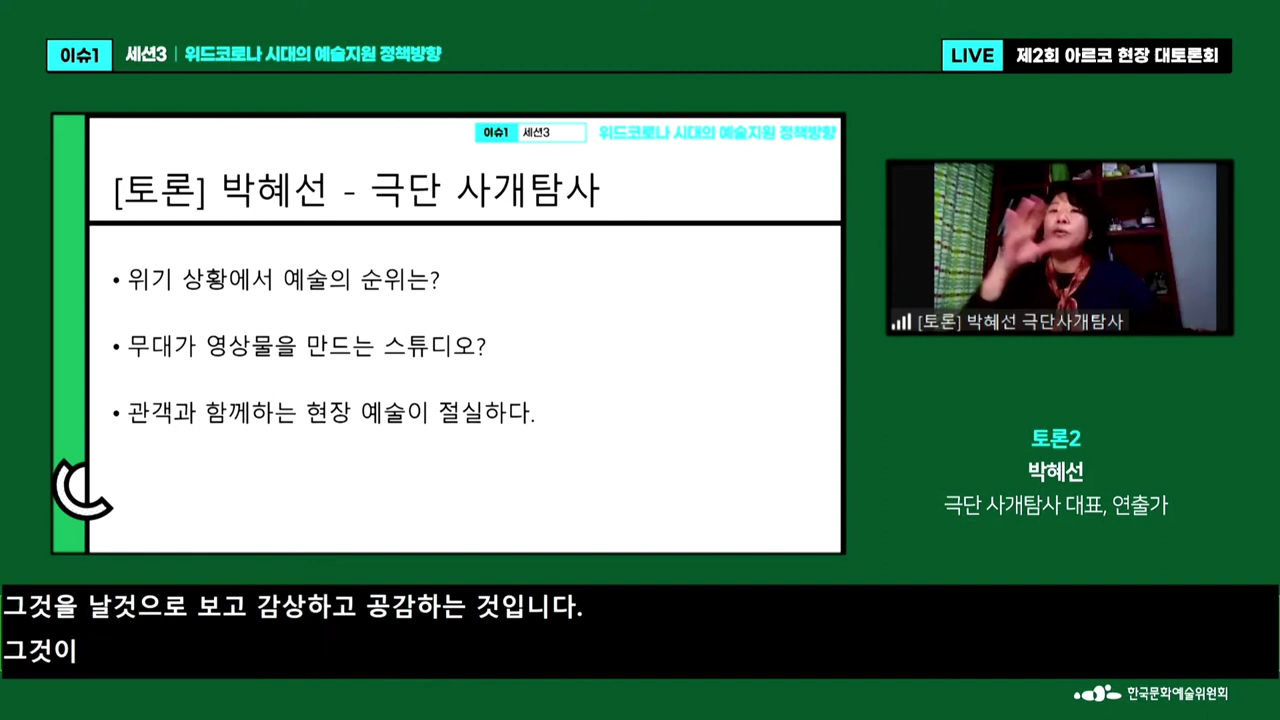 이슈1 세션3 | 위드코로나 시대의 예술지원 정책방향
LIVE 제2회 아르코 현장 대토론회
이슈1 세션3 위드코로나 시대의 예술지원 정책방향
[토론] 박혜선 - 극단 사개탐사
• 위기 상황에서 예술의 순위는?
• 무대가 영상물을 만드는 스튜디오?
• 관객과 함께하는 현장 예술이 절실하다.
[토론] 박혜선 극단사개탐사
토론2
박혜선
극단 사개탐사 대표, 연출가
그것을 날것으로 보고 감상하고 공감하는 것입니다.
그것이
한국문화예술위원회